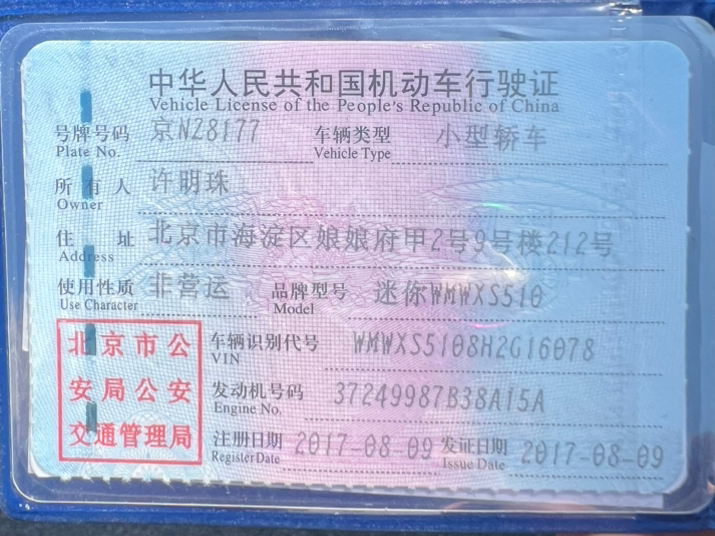 中华人民共和国机动车行驶证
Vehicle License of the People's Republic of China
号牌号码 京NZ8177 车辆类型 小型轿车
Plate No. Vehicle Type
所有人 许明珠
Owner
住址 北京市海淀区娘娘府甲2号9号楼212号
Address
使用性质 非营运 品牌型号 迷你WMWXS510
Use Character Model
北京市公安局公安交通管理局
车辆识别代号 WMWXS5108H2G16078
VIN
发动机号码 37249987B38A15A
Engine No.
注册日期 2017-08-09 发证日期 2017-08-09
Register Date Issue Date